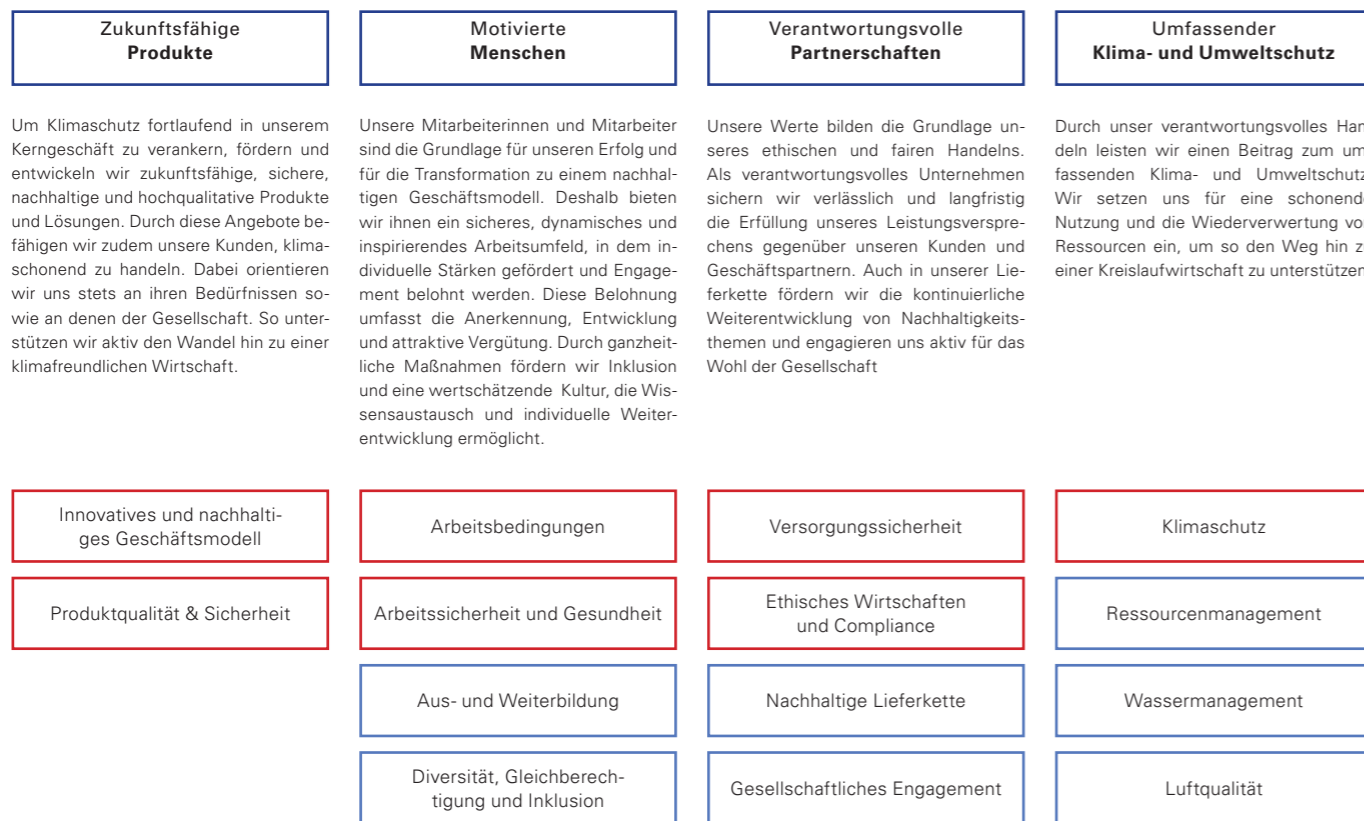 Zukunftsfähige
Produkte
Motivierte
Menschen
Verantwortungsvolle
Partnerschaften
Umfassender
Klima- und Umweltschutz
Um Klimaschutz fortlaufend in unserem
Kerngeschäft zu verankern, fördern und
entwickeln wir zukunftsfähige, sichere,
nachhaltige und hochqualitative Produkte
und Lösungen. Durch diese Angebote be-
fähigen wir zudem unsere Kunden, klima-
schonend zu handeln. Dabei orientieren
wir uns stets an ihren Bedürfnissen so-
wie an denen der Gesellschaft. So unter-
stützen wir aktiv den Wandel hin zu einer
klimafreundlichen Wirtschaft.
Unsere Mitarbeiterinnen und Mitarbeiter
sind die Grundlage für unseren Erfolg und
für die Transformation zu einem nachhal-
tigen Geschäftsmodell. Deshalb bieten
wir ihnen ein sicheres, dynamisches und
inspirierendes Arbeitsumfeld, in dem in-
dividuelle Stärken gefördert und Engage-
ment belohnt werden. Diese Belohnung
umfasst die Anerkennung, Entwicklung
und attraktive Vergütung. Durch ganzheit-
liche Maßnahmen fördern wir Inklusion
und eine wertschätzende Kultur, die Wis-
sensaustausch und individuelle Weiter-
entwicklung ermöglicht.
Unsere Werte bilden die Grundlage un-
seres ethischen und fairen Handelns.
Als verantwortungsvolles Unternehmen
sichern wir verlässlich und langfristig
die Erfüllung unseres Leistungsverspre-
chens gegenüber unseren Kunden und
Geschäftspartnern. Auch in unserer Lie-
ferkette fördern wir die kontinuierliche
Weiterentwicklung von Nachhaltigkeits-
themen und engagieren uns aktiv für das
Wohl der Gesellschaft
Durch unser verantwortungsvolles Han
deln leisten wir einen Beitrag zum um
fassenden Klima- und Umweltschutz
Wir setzen uns für eine schonend
Nutzung und die Wiederverwertung vo
Ressourcen ein, um so den Weg hin z
einer Kreislaufwirtschaft zu unterstützen
Innovatives und nachhalti-
ges Geschäftsmodell
Arbeitsbedingungen
Versorgungssicherheit
Klimaschutz
Produktqualität & Sicherheit
Arbeitssicherheit und Gesundheit
Ethisches Wirtschaften
und Compliance
Ressourcenmanagement
Aus- und Weiterbildung
Nachhaltige Lieferkette
Wassermanagement
Diversität, Gleichberech-
tigung und Inklusion
Gesellschaftliches Engagement
Luftqualität